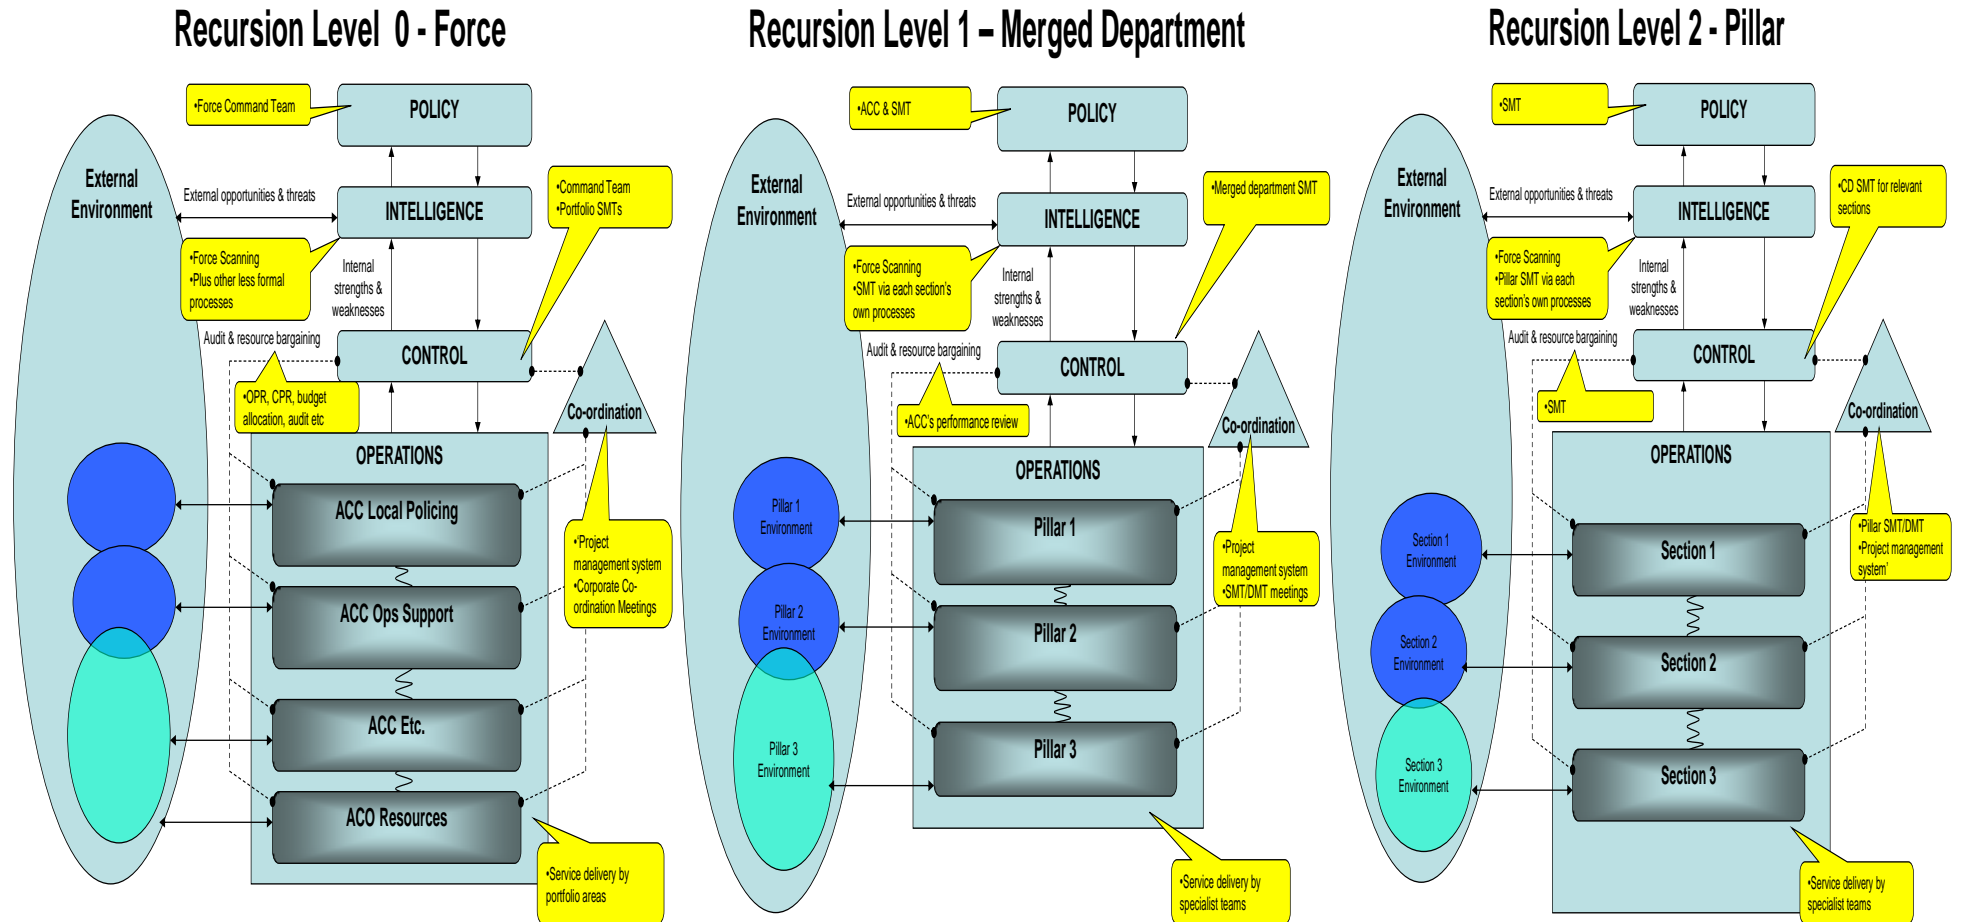 Recursion Level 0 - Force
•Force Command Team
POLICY
External
Environment
External opportunities & threats
INTELLIGENCE
•Command Team
•Portfolio SMTs
•Force Scanning
•Plus other less formal
processes
Internal
strengths &
weaknesses
Audit & resource bargaining
CONTROL
•OPR, CPR, budget
allocation, audit etc
Co-ordination
OPERATIONS
ACC Local Policing
ACC Ops Support
ACC Etc.
ACO Resources
•'Project
management system
•Corporate Co-
ordination Meetings
•Service delivery by
portfolio areas
Recursion Level 1 – Merged Department
•ACC & SMT
POLICY
External
Environment
External opportunities & threats
INTELLIGENCE
•Merged department SMT
•Force Scanning
•SMT via each section's
own processes
Internal
strengths &
weaknesses
Audit & resource bargaining
CONTROL
•ACC's performance review
Co-ordination
OPERATIONS
Pillar 1
Environment
Pillar 1
Pillar 2
Environment
Pillar 2
Pillar 3
Environment
Pillar 3
•Project
management system
•SMT/DMT meetings
•Service delivery by
specialist teams
Recursion Level 2 - Pillar
•SMT
POLICY
External
Environment
External opportunities & threats
INTELLIGENCE
•CD SMT for relevant
sections
•Force Scanning
•Pillar SMT via each
section's own processes
Internal
strengths &
weaknesses
Audit & resource bargaining
CONTROL
•SMT
Co-ordination
OPERATIONS
Section 1
Environment
Section 1
Section 2
Environment
Section 2
Section 3
Environment
Section 3
•Pillar SMT/DMT
•Project management
system'
•Service delivery by
specialist teams